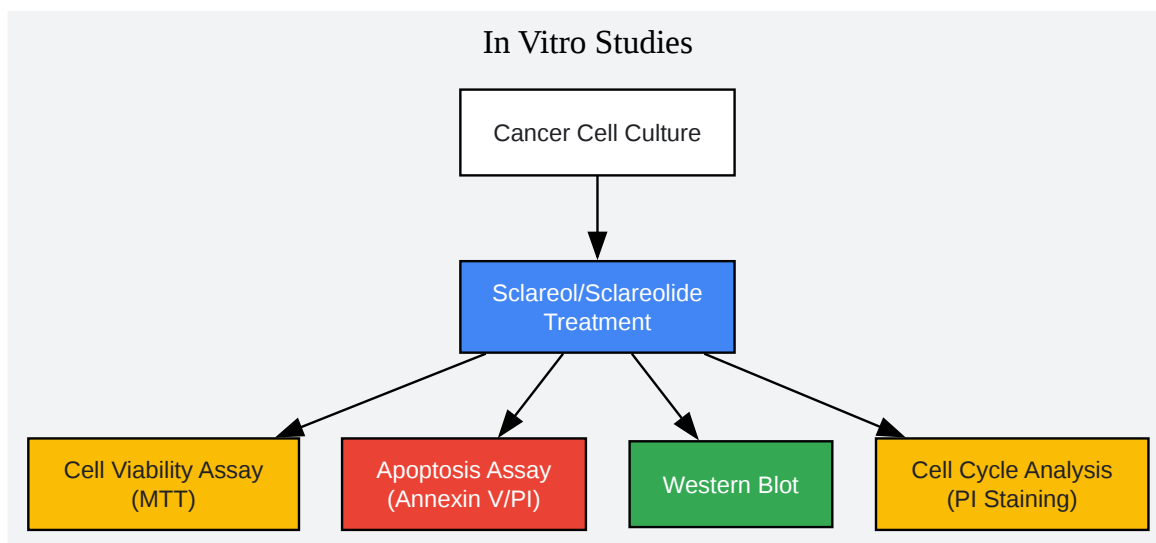 In Vitro Studies
Cancer Cell Culture
Sclareol/Sclareolide
Treatment
Cell Viability Assay
(MTT)
Apoptosis Assay
(Annexin V/PI)
Western Blot
Cell Cycle Analysis
(PI Staining)